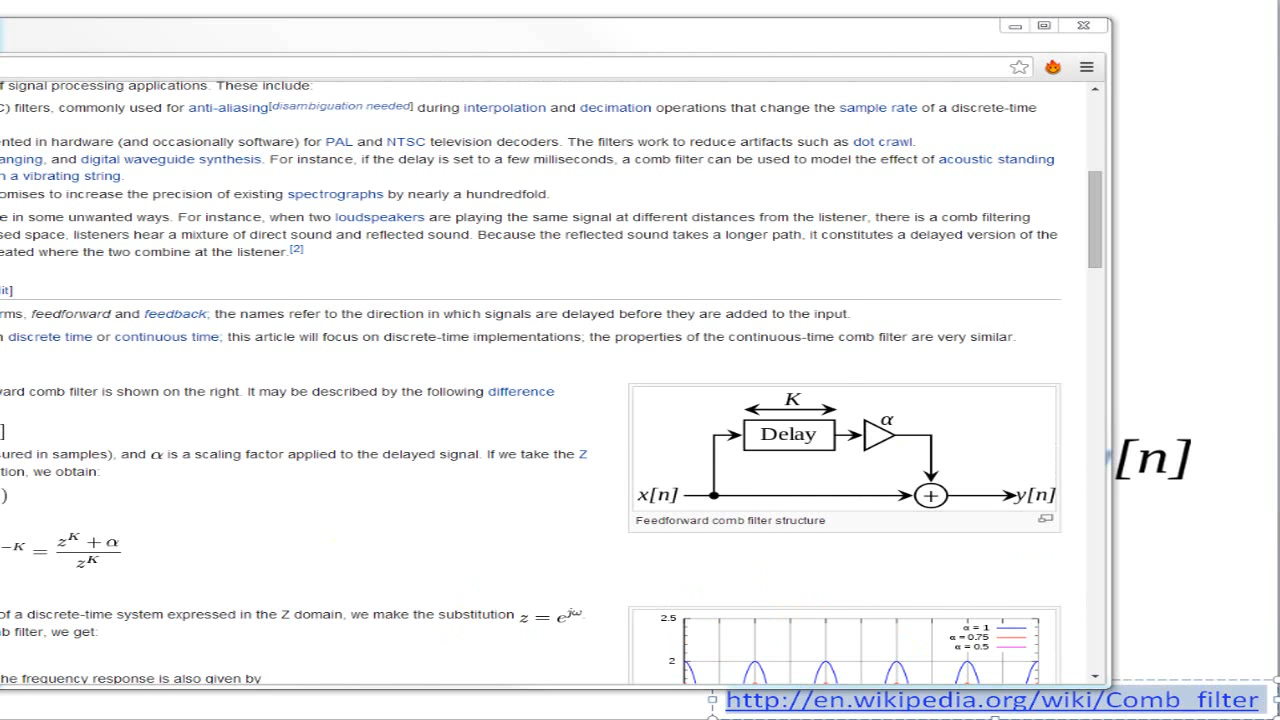 f signal processing applications. These include:
C) filters, commonly used for anti-aliasing[disambiguation needed] during interpolation and decimation operations that change the sample rate of a discrete-time
nted in hardware (and occasionally software) for PAL and NTSC television decoders. The filters work to reduce artifacts such as dot crawl.
anging, and digital waveguide synthesis. For instance, if the delay is set to a few milliseconds, a comb filter can be used to model the effect of acoustic standing
n a vibrating string.
omises to increase the precision of existing spectrographs by nearly a hundredfold.
e in some unwanted ways. For instance, when two loudspeakers are playing the same signal at different distances from the listener, there is a comb filtering
sed space, listeners hear a mixture of direct sound and reflected sound. Because the reflected sound takes a longer path, it constitutes a delayed version of the
eated where the two combine at the listener.[2]
it]
rms, feedforward and feedback; the names refer to the direction in which signals are delayed before they are added to the input.
n discrete time or continuous time; this article will focus on discrete-time implementations; the properties of the continuous-time comb filter are very similar.
ward comb filter is shown on the right. It may be described by the following difference
]
ured in samples), and α is a scaling factor applied to the delayed signal. If we take the Z
tion, we obtain:
)
−K = (z^K + α) / z^K
of a discrete-time system expressed in the Z domain, we make the substitution z = e^jω.
mb filter, we get:
the frequency response is also given by
K
α
Delay
x[n]
+
y[n]
Feedforward comb filter structure
2.5
α = 1
α = 0.75
α = 0.5
2
[n]
http://en.wikipedia.org/wiki/Comb_filter